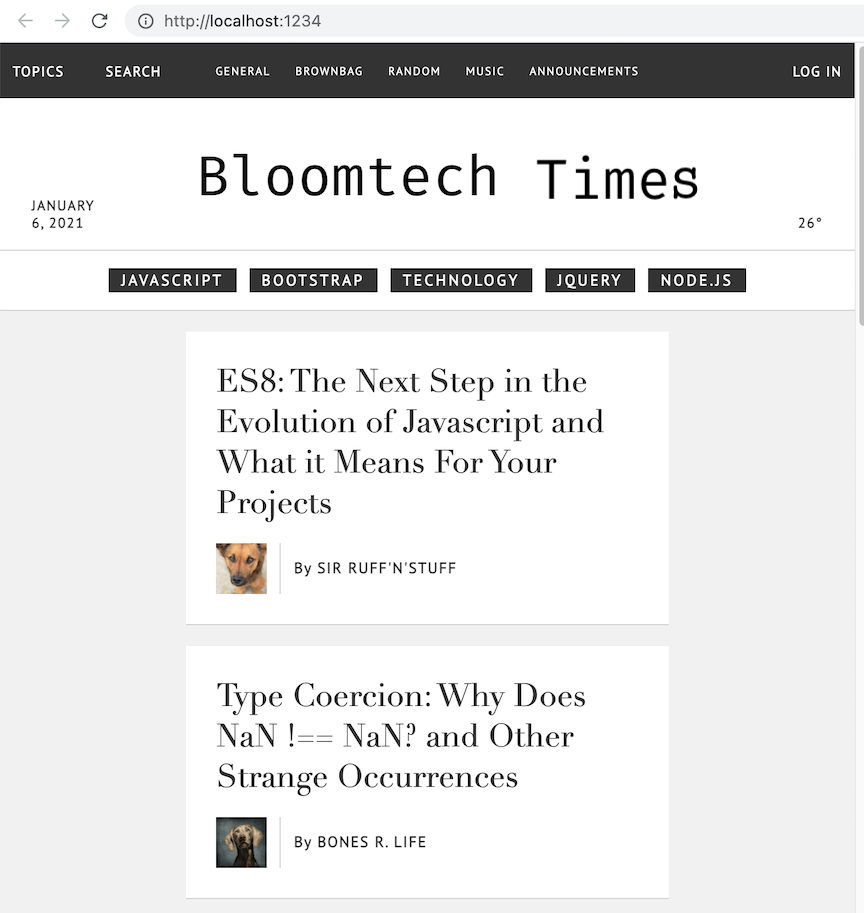 http://localhost:1234
TOPICS SEARCH GENERAL BROWNBAG RANDOM MUSIC ANNOUNCEMENTS LOG IN
Bloomtech Times
JANUARY
6, 2021
26°
JAVASCRIPT BOOTSTRAP TECHNOLOGY JQUERY NODE.JS
ES8: The Next Step in the
Evolution of Javascript and
What it Means For Your
Projects
By SIR RUFF'N'STUFF
Type Coercion: Why Does
NaN !== NaN? and Other
Strange Occurrences
By BONES R. LIFE